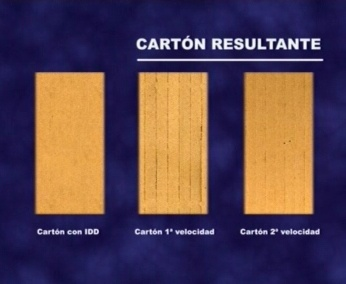 CARTÓN RESULTANTE
Cartón con IDD
Cartón 1ª velocidad
Cartón 2ª velocidad